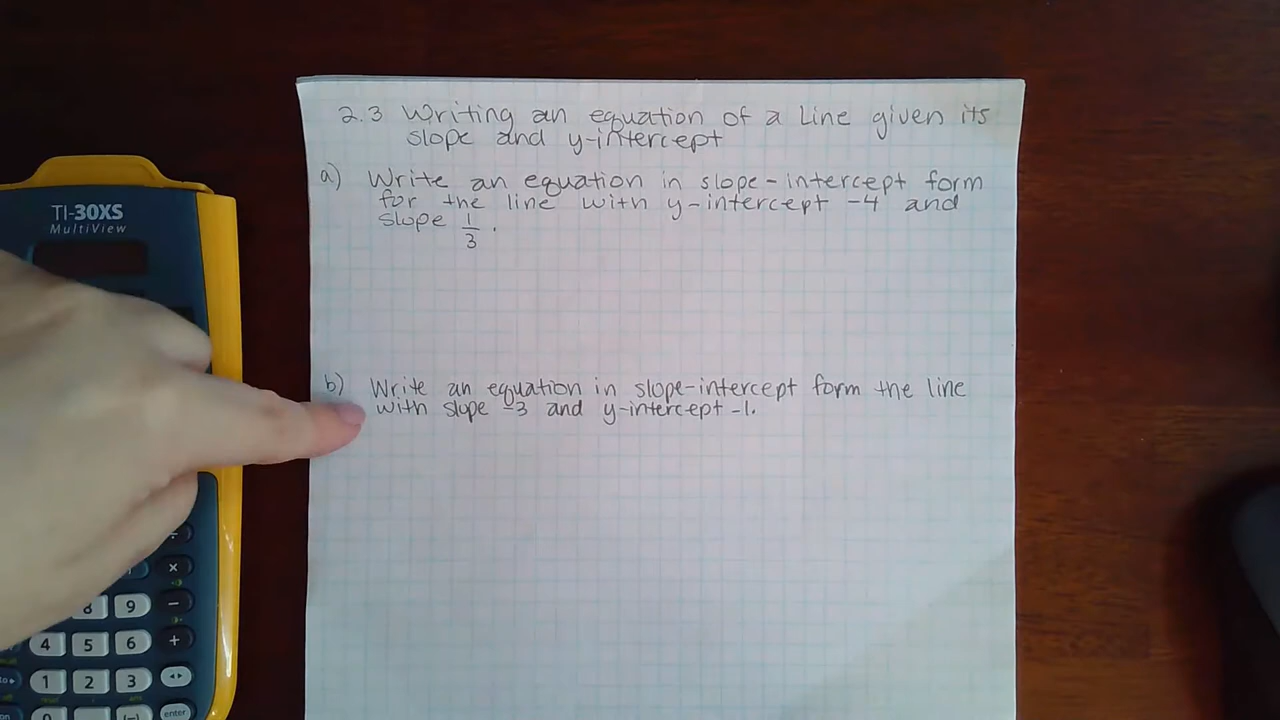 2.3 Writing an equation of a Line given its
slope and y-intercept
a) Write an equation in slope-intercept form
for the line with y-intercept -4 and
slope 1/3.
b) Write an equation in slope-intercept form the line
with slope -3 and y-intercept -1.
TI-30XS
MultiView
÷
×
8 9 −
4 5 6 +
1 2 3 ◂▸
0 (−) enter